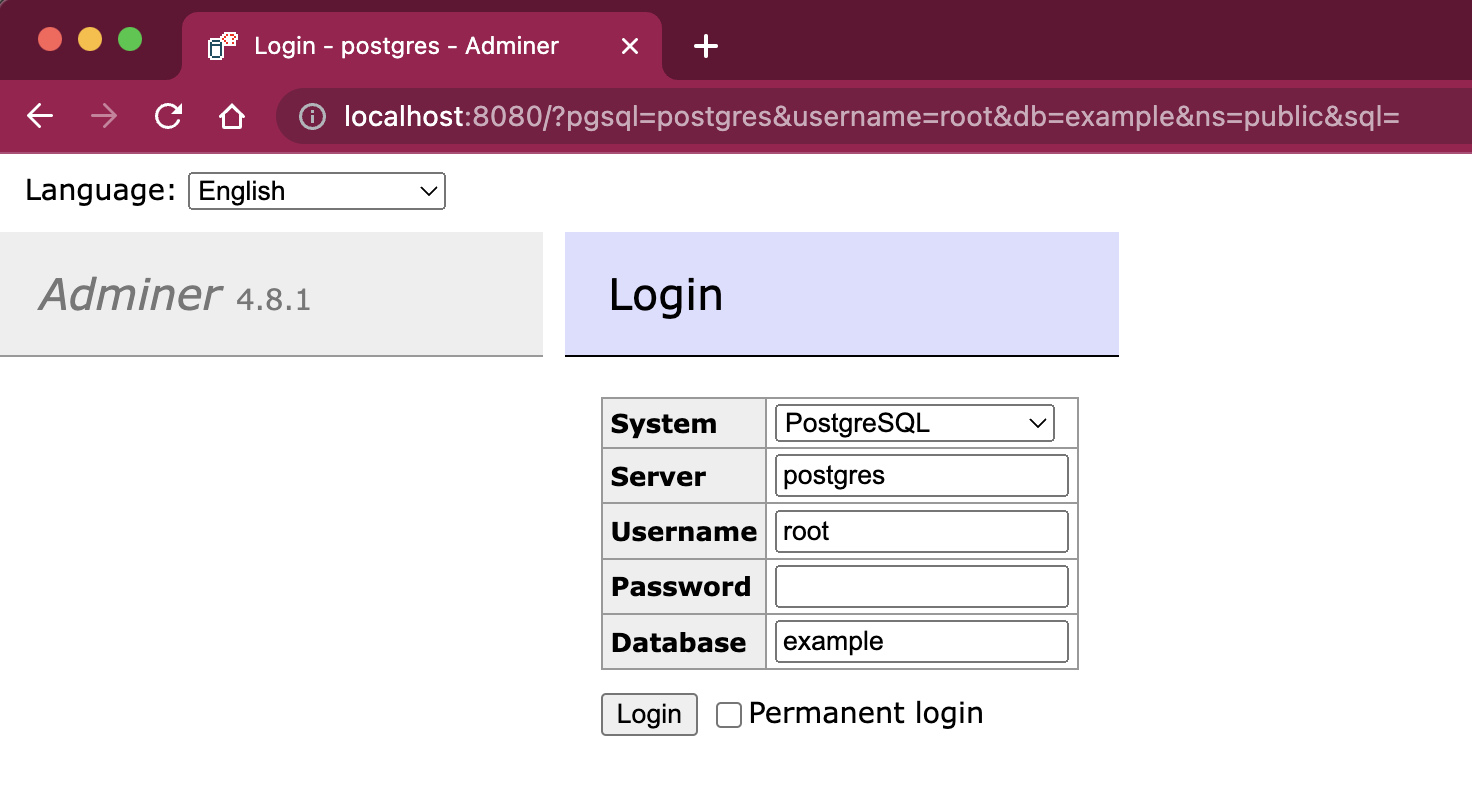 Login - postgres - Adminer
localhost:8080/?pgsql=postgres&username=root&db=example&ns=public&sql=
Language: English
Adminer 4.8.1
Login
System PostgreSQL
Server postgres
Username root
Password
Database example
Login Permanent login